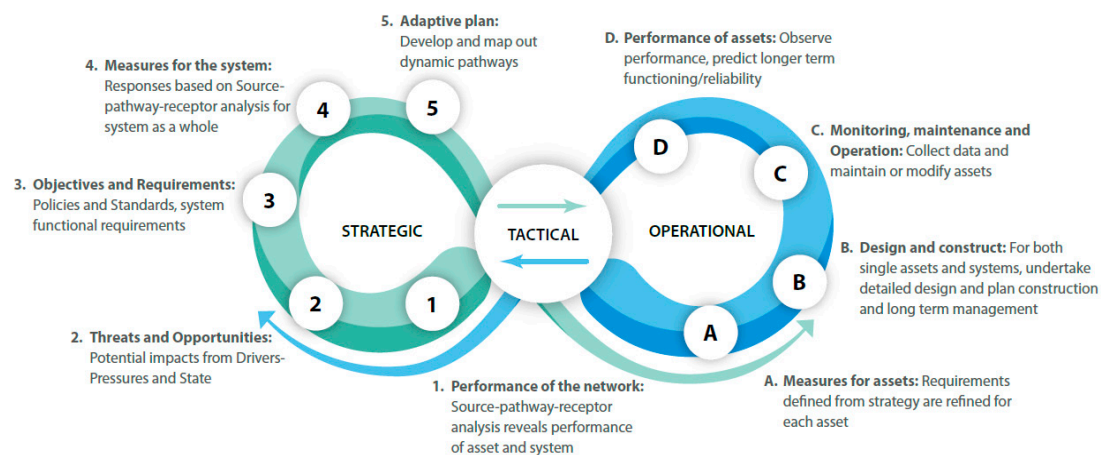 5. Adaptive plan:
Develop and map out
dynamic pathways
4. Measures for the system:
Responses based on Source-
pathway-receptor analysis for
system as a whole
3. Objectives and Requirements:
Policies and Standards, system
functional requirements
2. Threats and Opportunities:
Potential impacts from Drivers-
Pressures and State
1. Performance of the network:
Source-pathway-receptor
analysis reveals performance
of asset and system
4
5
3
2
1
STRATEGIC
TACTICAL
OPERATIONAL
D
C
B
A
D. Performance of assets: Observe
performance, predict longer term
functioning/reliability
C. Monitoring, maintenance and
Operation: Collect data and
maintain or modify assets
B. Design and construct: For both
single assets and systems, undertake
detailed design and plan construction
and long term management
A. Measures for assets: Requirements
defined from strategy are refined for
each asset